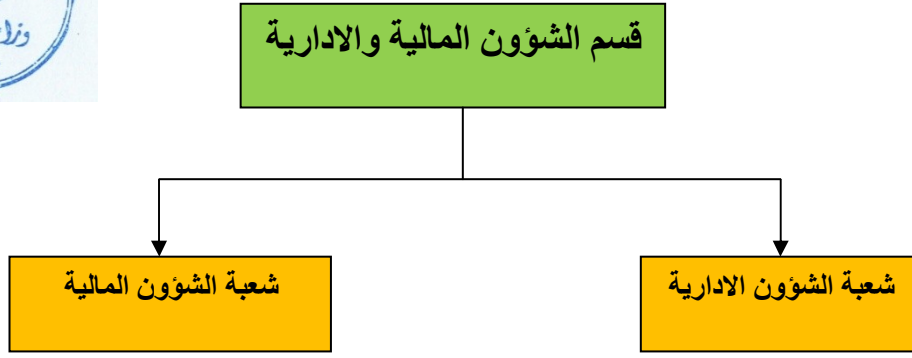 قسم الشؤون المالية والادارية
شعبة الشؤون الادارية
شعبة الشؤون المالية